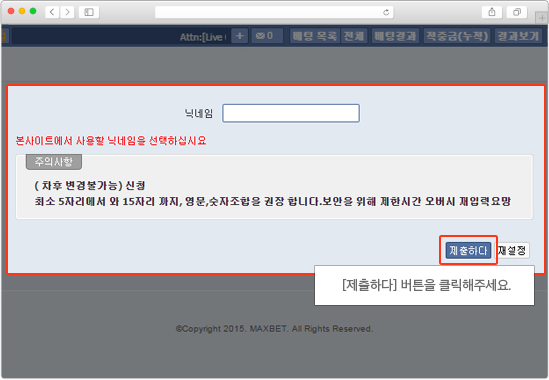 Attn:[Live
+
0
배팅 목록
전체
배팅결과
적중금(누적)
결과보기
닉네임
본사이트에서 사용할 닉네임을 선택하십시요
주의사항
( 차후 변경불가능) 신청
최소 5자리에서 와 15자리 까지, 영문,숫자조합을 권장 합니다.보안을 위해 제한시간 오버시 재입력요망
제출하다
재설정
[제출하다] 버튼을 클릭해주세요.
©Copyright 2015. MAXBET. All Rights Reserved.